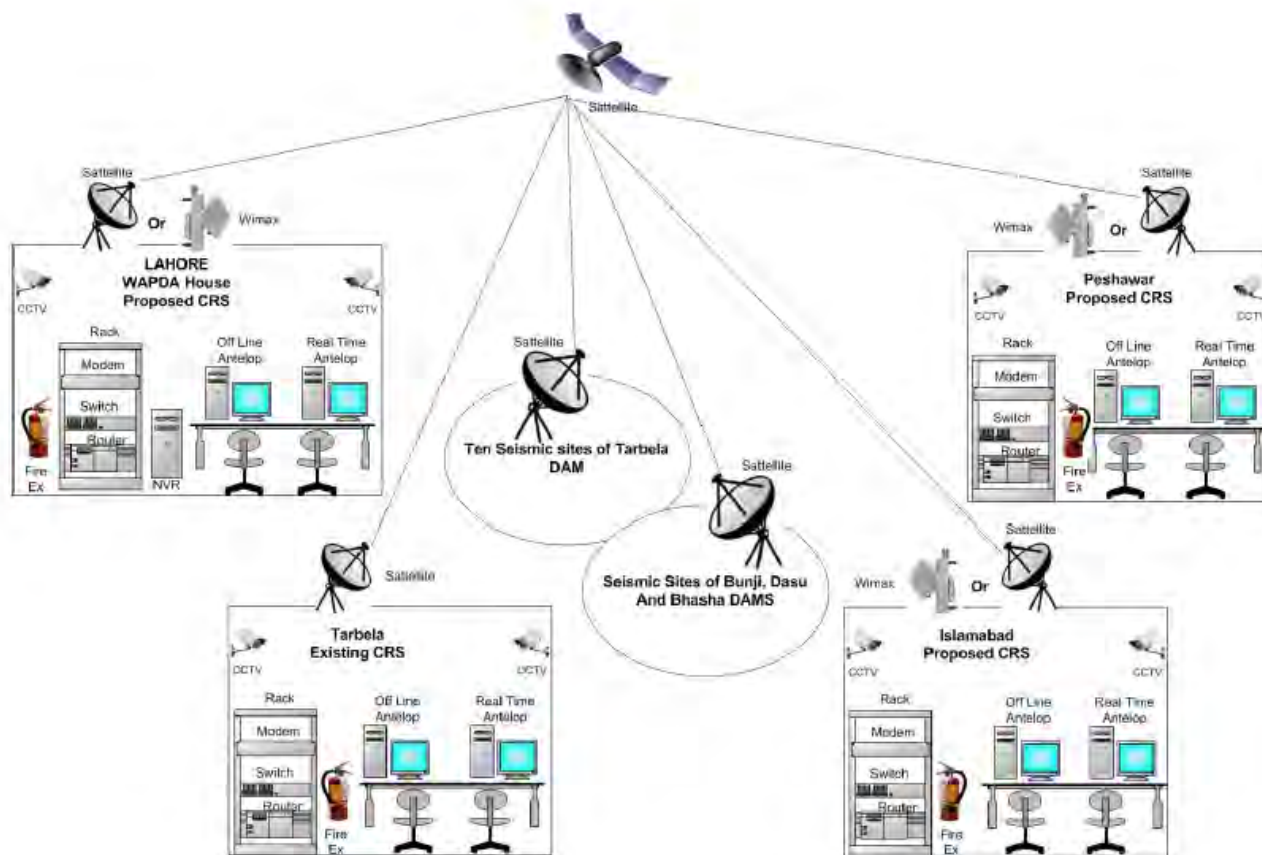 Sattellite
Sattellite
Or
Wimax
LAHORE
WAPDA House
Proposed CRS
CCTV
CCTV
Rack
Modem
Switch
Router
Fire
Ex
NVR
Off Line
Antelop
Real Time
Antelop
Sattellite
Wimax
Or
Peshawar
Proposed CRS
CCTV
CCTV
Rack
Modem
Switch
Router
Fire
Ex
Off Line
Antelop
Real Time
Antelop
Sattellite
Ten Seismic sites of Tarbela
DAM
Sattellite
Seismic Sites of Bunji, Dasu
And Bhasha DAMS
Sattellite
Tarbela
Existing CRS
CCTV
Rack
Modem
Switch
Router
Fire
Ex
Off Line
Antelop
Real Time
Antelop
Sattellite
Wimax
Or
Islamabad
Proposed CRS
CCTV
CCTV
Rack
Modem
Switch
Router
Fire
Ex
Off Line
Antelop
Real Time
Antelop